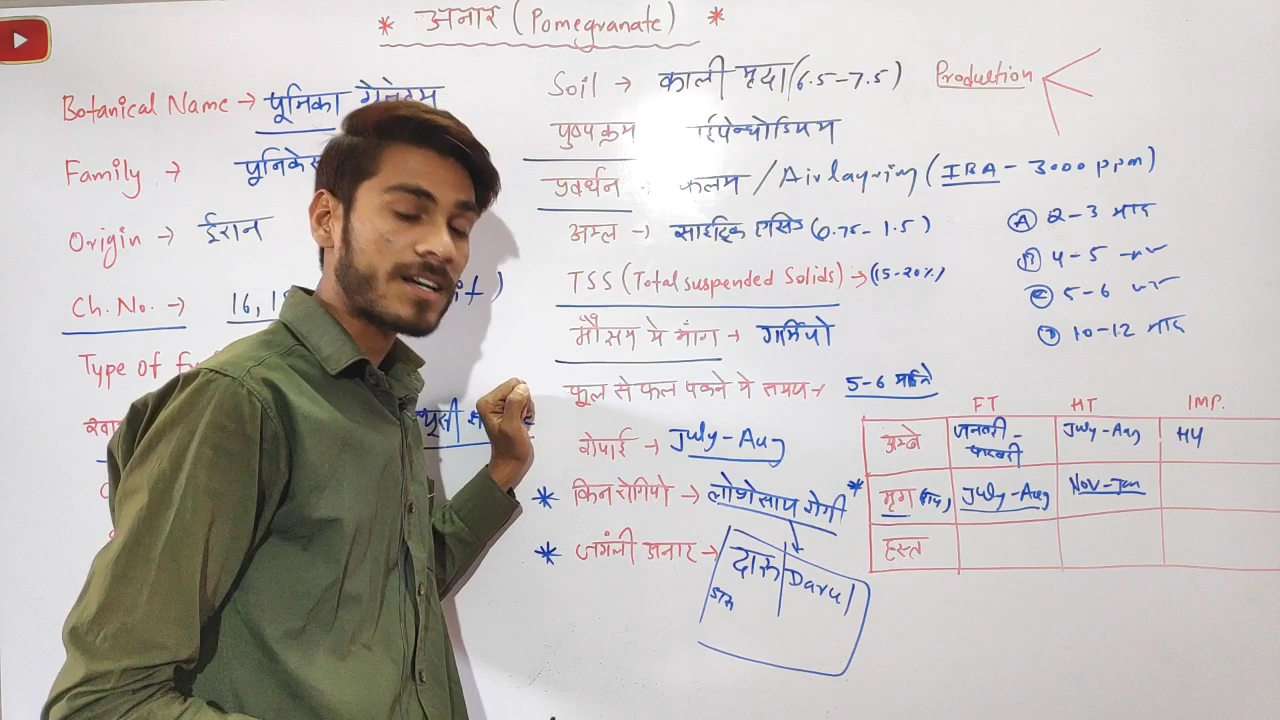 * अनार (Pomegranate) *
Botanical Name → पूनिका ग्रेनेटम
Family → पूनिकेस
Origin → ईरान
Ch. No. → 16, 1
Type of
Soil → काली मृदा (6.5-7.5)
पुष्पक्रम हाईपेन्थोडियम
प्रवर्धन कलम / Air layering (IBA - 3000 ppm)
अम्ल → साइट्रिक एसिड (0.75 - 1.5)
TSS (Total suspended Solids) → (15-20%)
मौसम मे मांग → गर्मियो
फूल से फल पकने मे समय → 5-6 महिने
रोपाई → July-Aug
* किन रोगियो → लोधेसाप रोगी
* जगंली अनार → दारू Daru
Production
Ⓐ 2-3 माह
Ⓑ 4-5
Ⓒ 5-6
Ⓓ 10-12 माह
FT HT IMP.
अम्बे जनवरी - फरवरी July-Aug HY
* मृग July-Aug Nov-Jan
हस्त